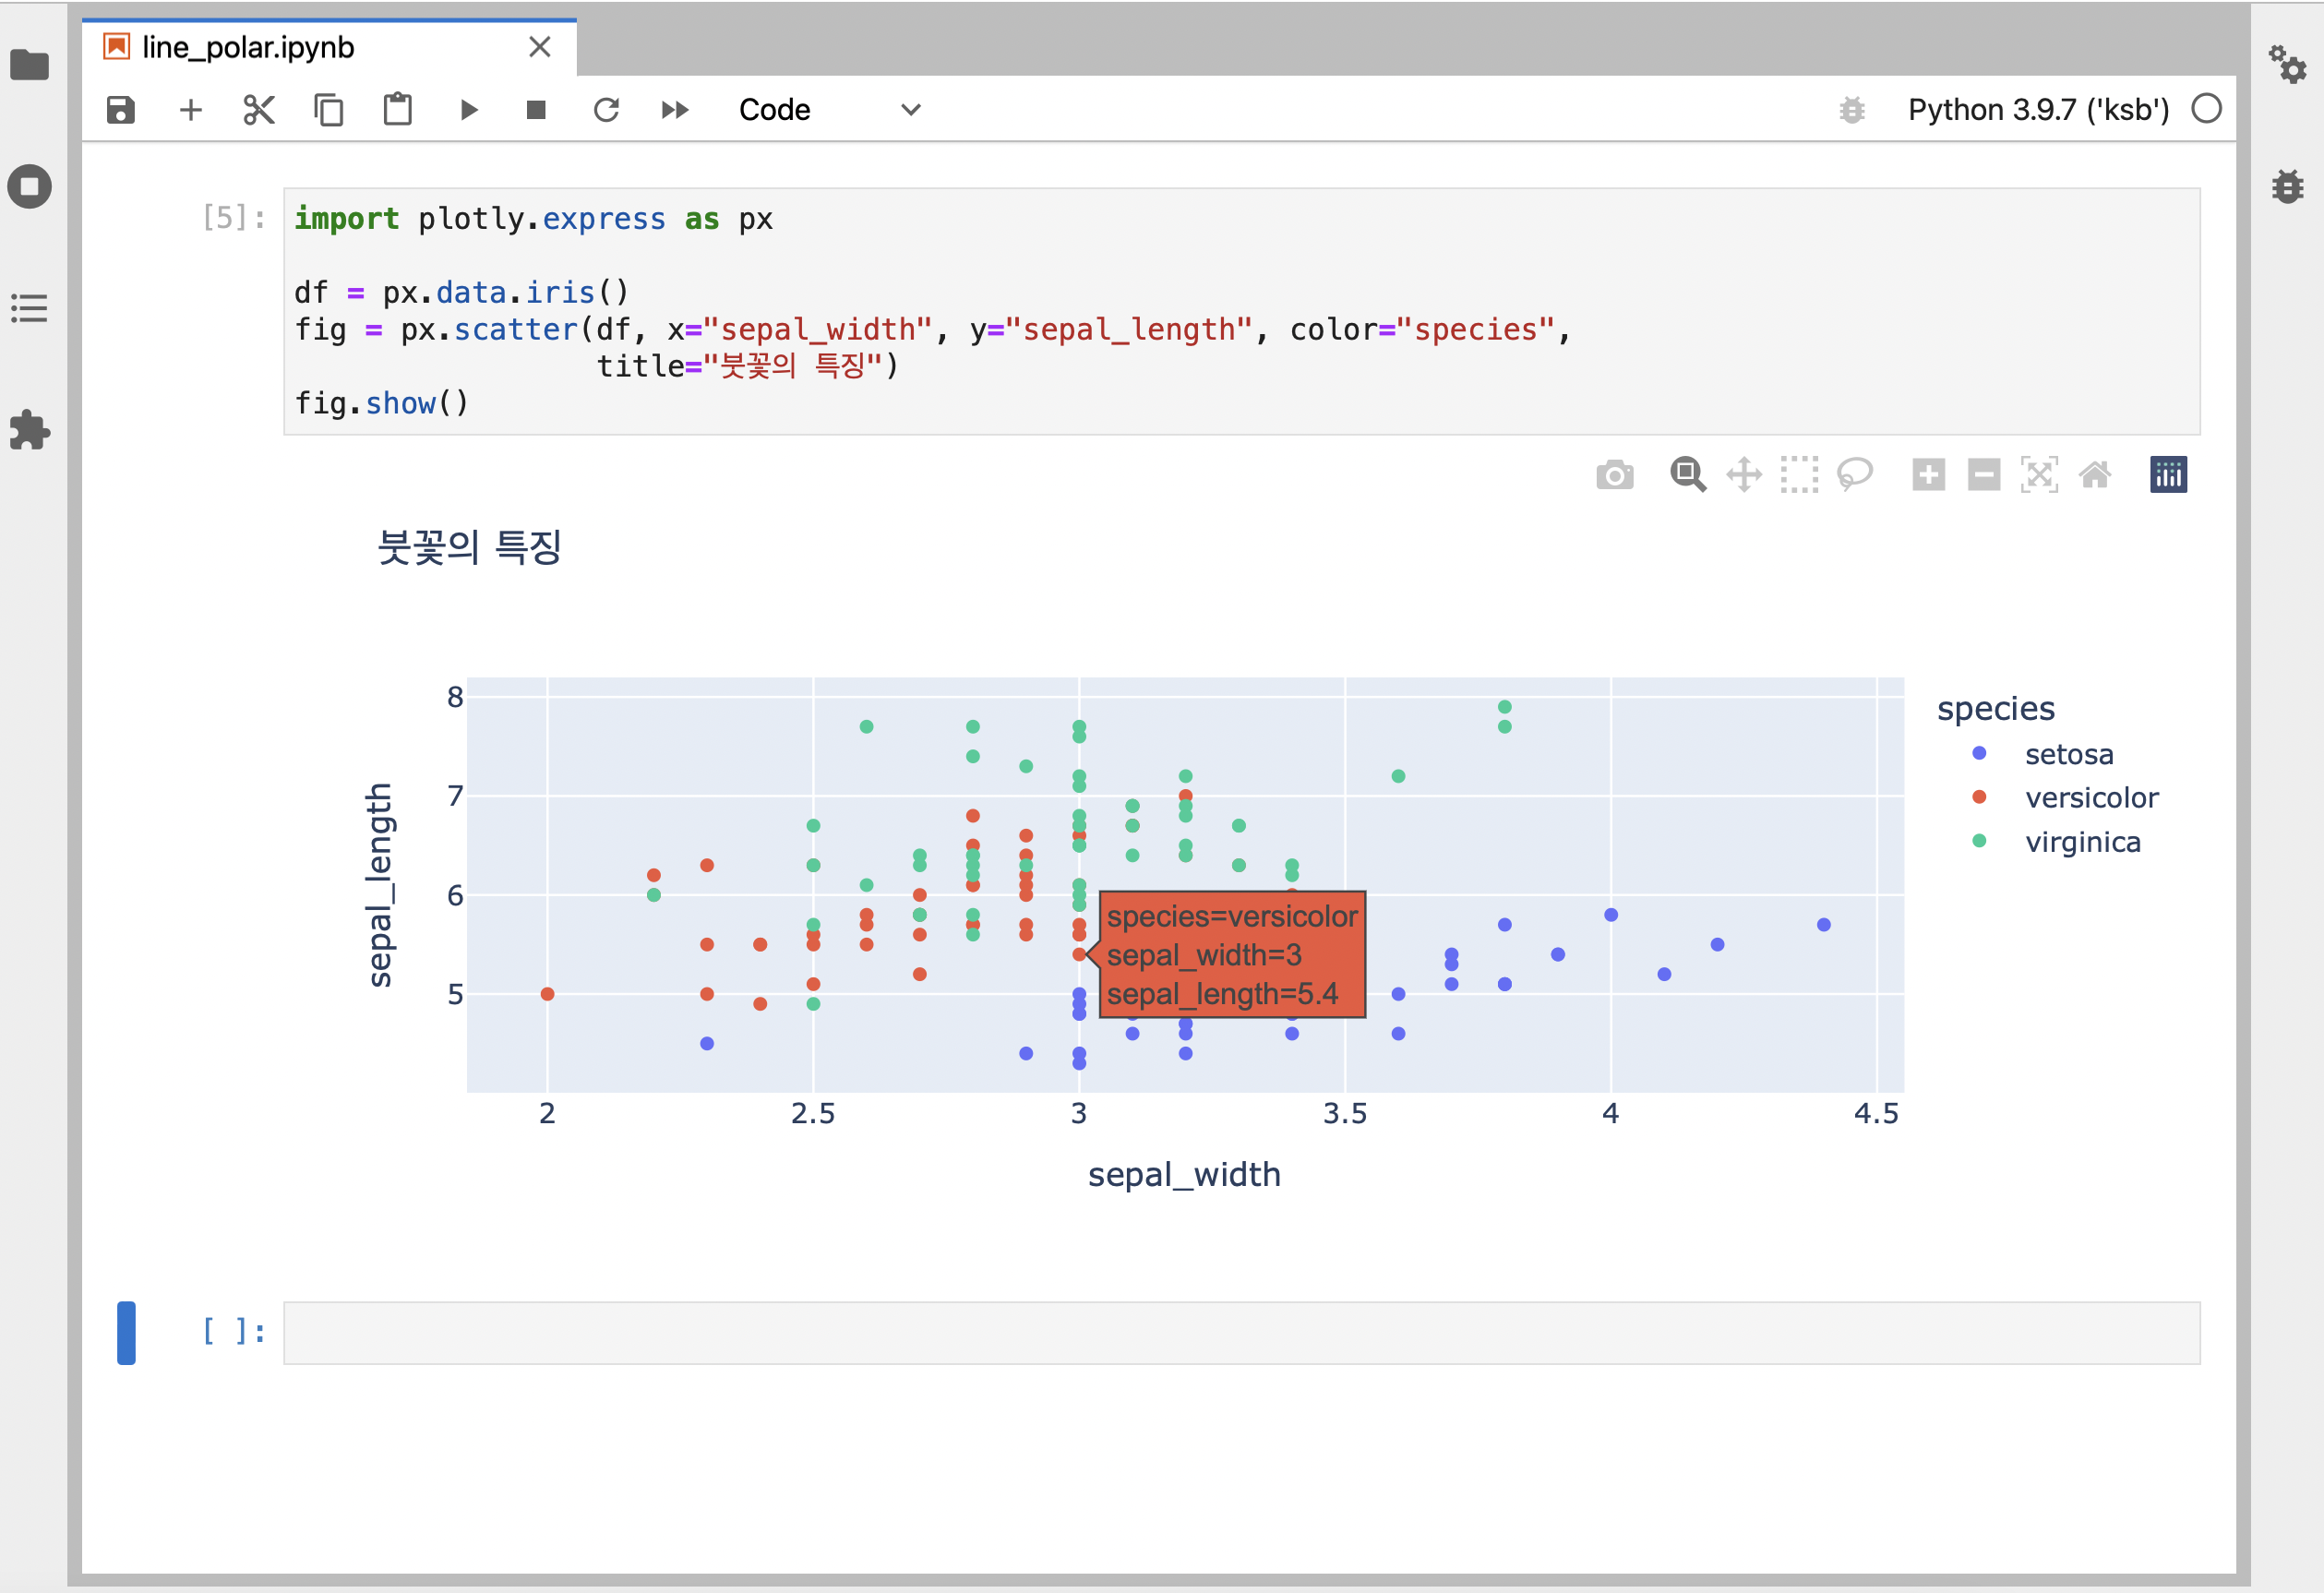 line_polar.ipynb
Code
Python 3.9.7 ('ksb')
[5]:
import plotly.express as px
df = px.data.iris()
fig = px.scatter(df, x="sepal_width", y="sepal_length", color="species",
title="붓꽃의 특징")
fig.show()
붓꽃의 특징
8
7
6
5
sepal_length
species=versicolor
sepal_width=3
sepal_length=5.4
2 2.5 3 3.5 4 4.5
sepal_width
species
setosa
versicolor
virginica
[ ]: